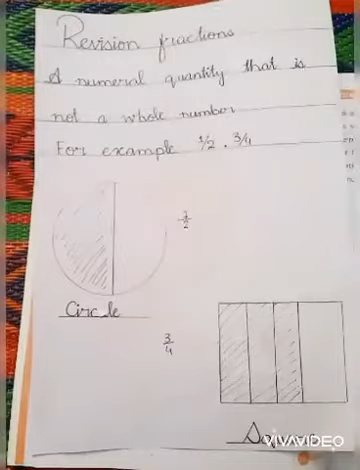 Revision fractions
A numeral quantity that is
not a whole number
For example 1/2 . 3/4
1/2
Circle
3/4
VIVAVIDEO